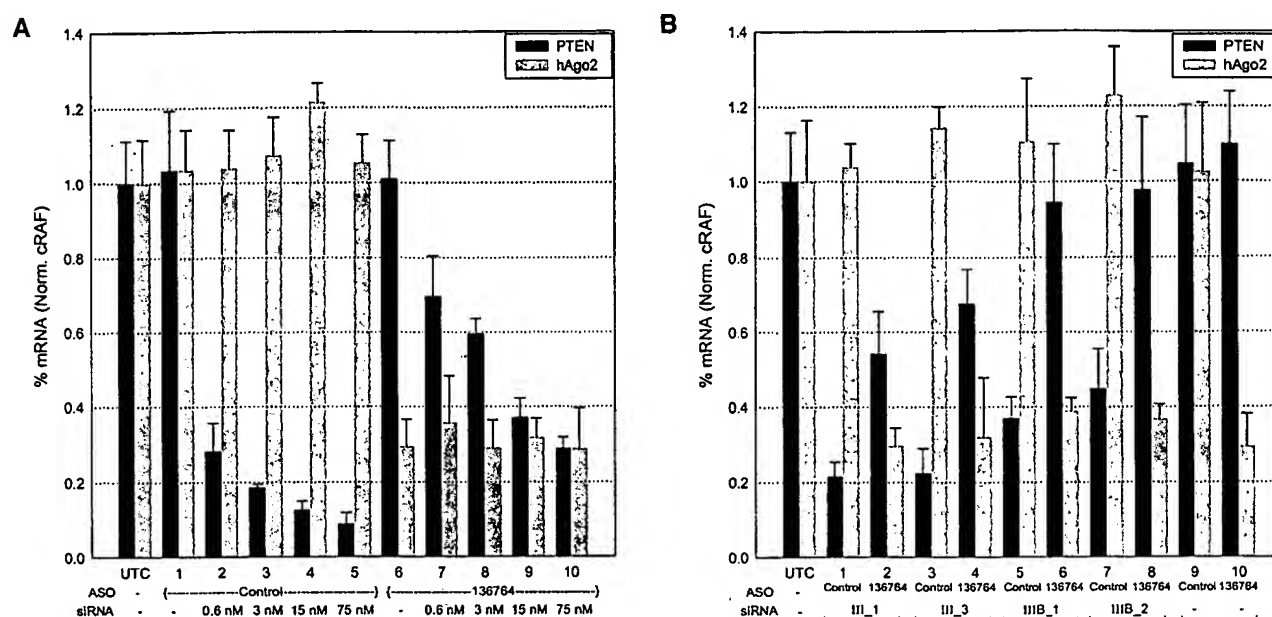 A
B
1.4
1.2
1.0
0.8
0.6
0.4
0.2
0.0
% mRNA (Norm. cRAF)
PTEN
hAgo2
UTC 1 2 3 4 5 6 7 8 9 10
ASO - (----------Control----------) (----------136764----------)
siRNA - - 0.6 nM 3 nM 15 nM 75 nM - 0.6 nM 3 nM 15 nM 75 nM
1.4
1.2
1.0
0.8
0.6
0.4
0.2
0.0
% mRNA (Norm. cRAF)
PTEN
hAgo2
UTC 1 2 3 4 5 6 7 8 9 10
ASO - Control 136764 Control 136764 Control 136764 Control 136764 Control 136764
siRNA - III_1 III_3 IIIB_1 IIIB_2 - -